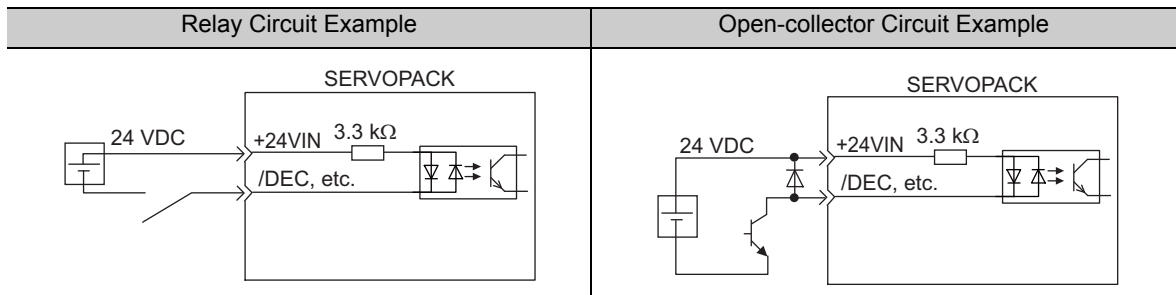 Relay Circuit Example
Open-collector Circuit Example
SERVOPACK
24 VDC
+24VIN
3.3 kΩ
/DEC, etc.
SERVOPACK
24 VDC
+24VIN
3.3 kΩ
/DEC, etc.